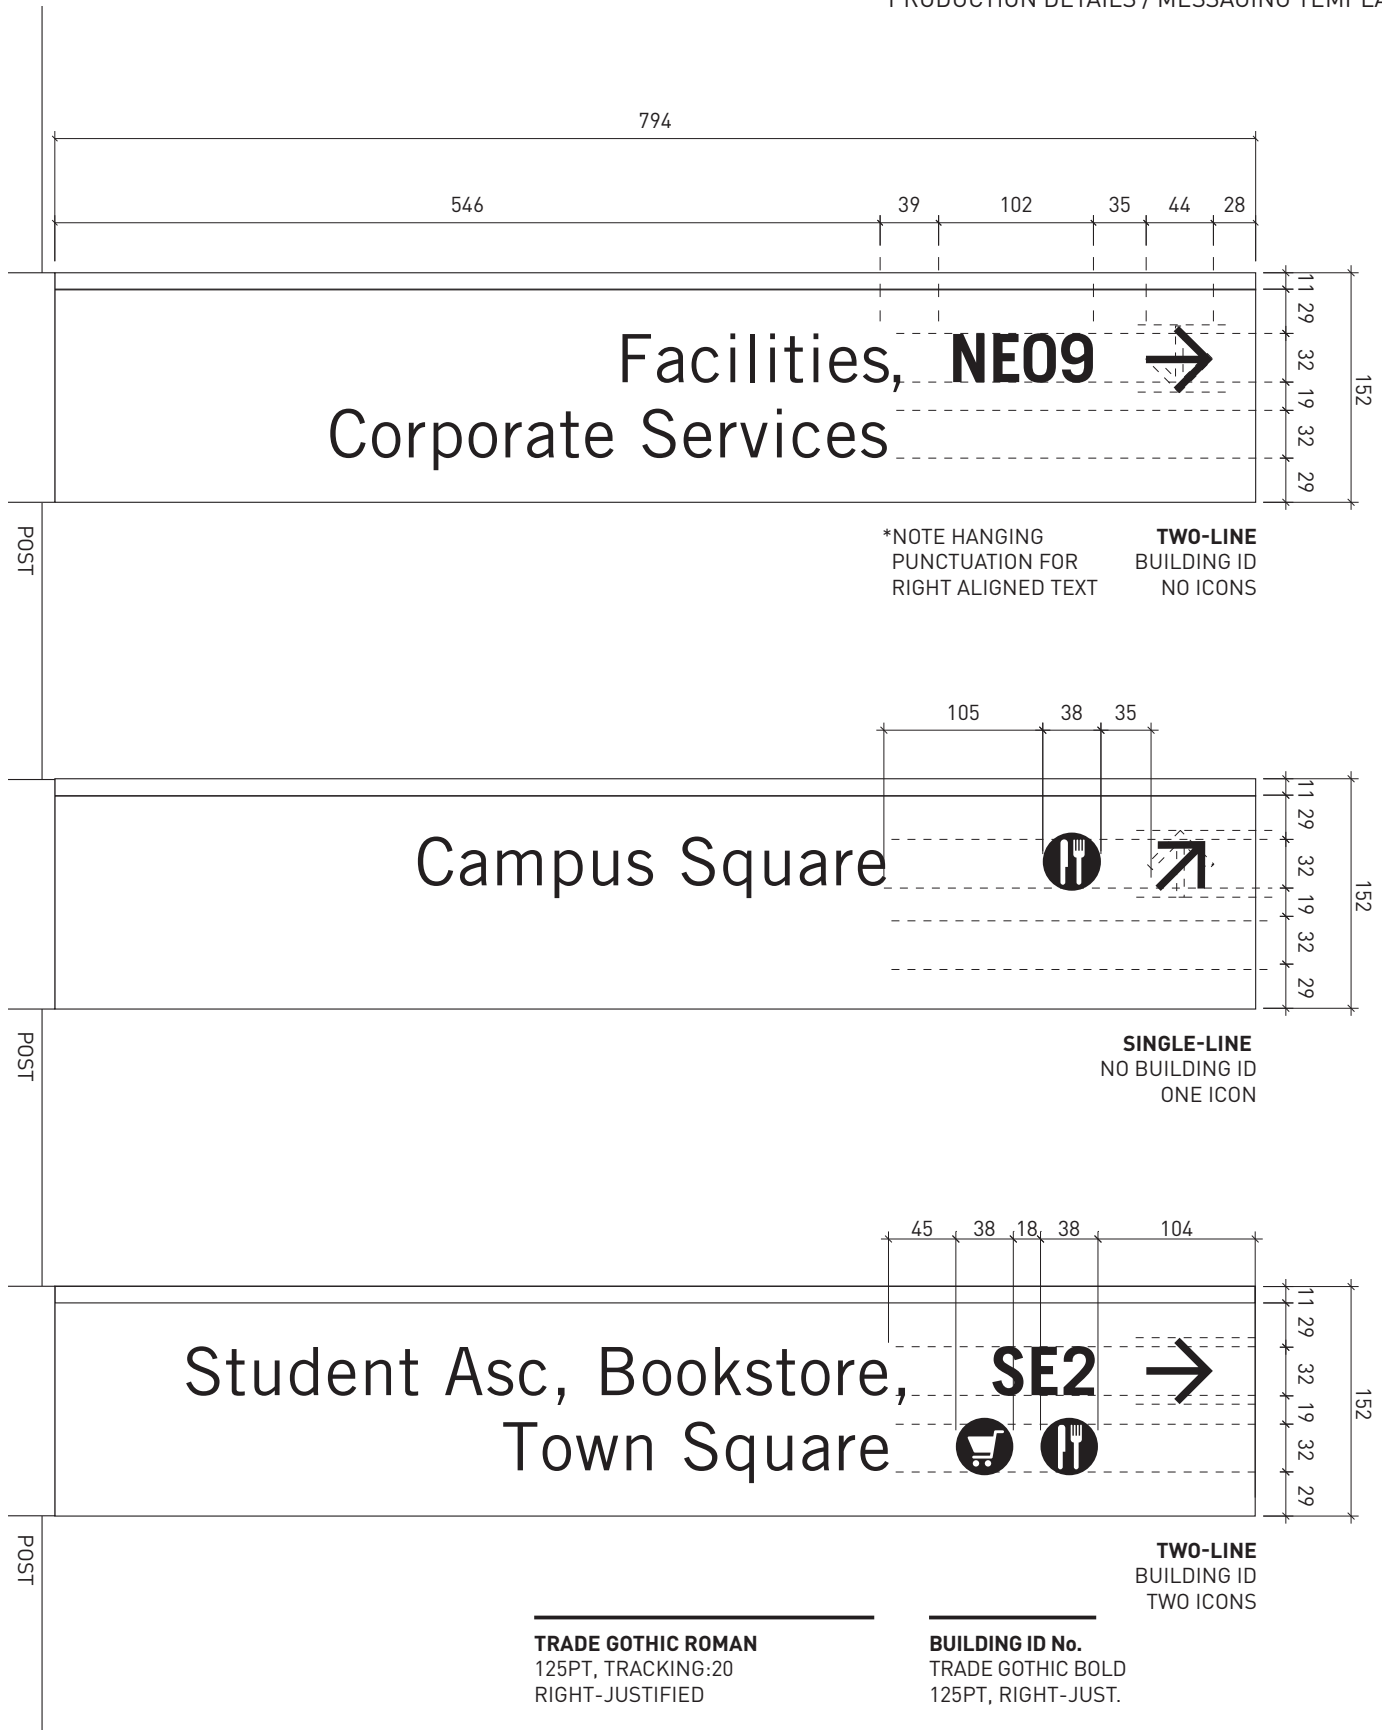 PRODUCTION DETAILS / MESSAGING
794
546 39 102 35 44 28
11
29
32
19
32
29
152
Facilities, NE09
Corporate Services
POST
*NOTE HANGING
PUNCTUATION FOR
RIGHT ALIGNED TEXT
TWO-LINE
BUILDING ID
NO ICONS
105 38 35
11
29
32
19
32
29
152
Campus Square
POST
SINGLE-LINE
NO BUILDING ID
ONE ICON
45 38 18 38 104
11
29
32
19
32
29
152
Student Asc, Bookstore, SE2
Town Square
POST
TWO-LINE
BUILDING ID
TWO ICONS
TRADE GOTHIC ROMAN
125PT, TRACKING:20
RIGHT-JUSTIFIED
BUILDING ID No.
TRADE GOTHIC BOLD
125PT, RIGHT-JUST.